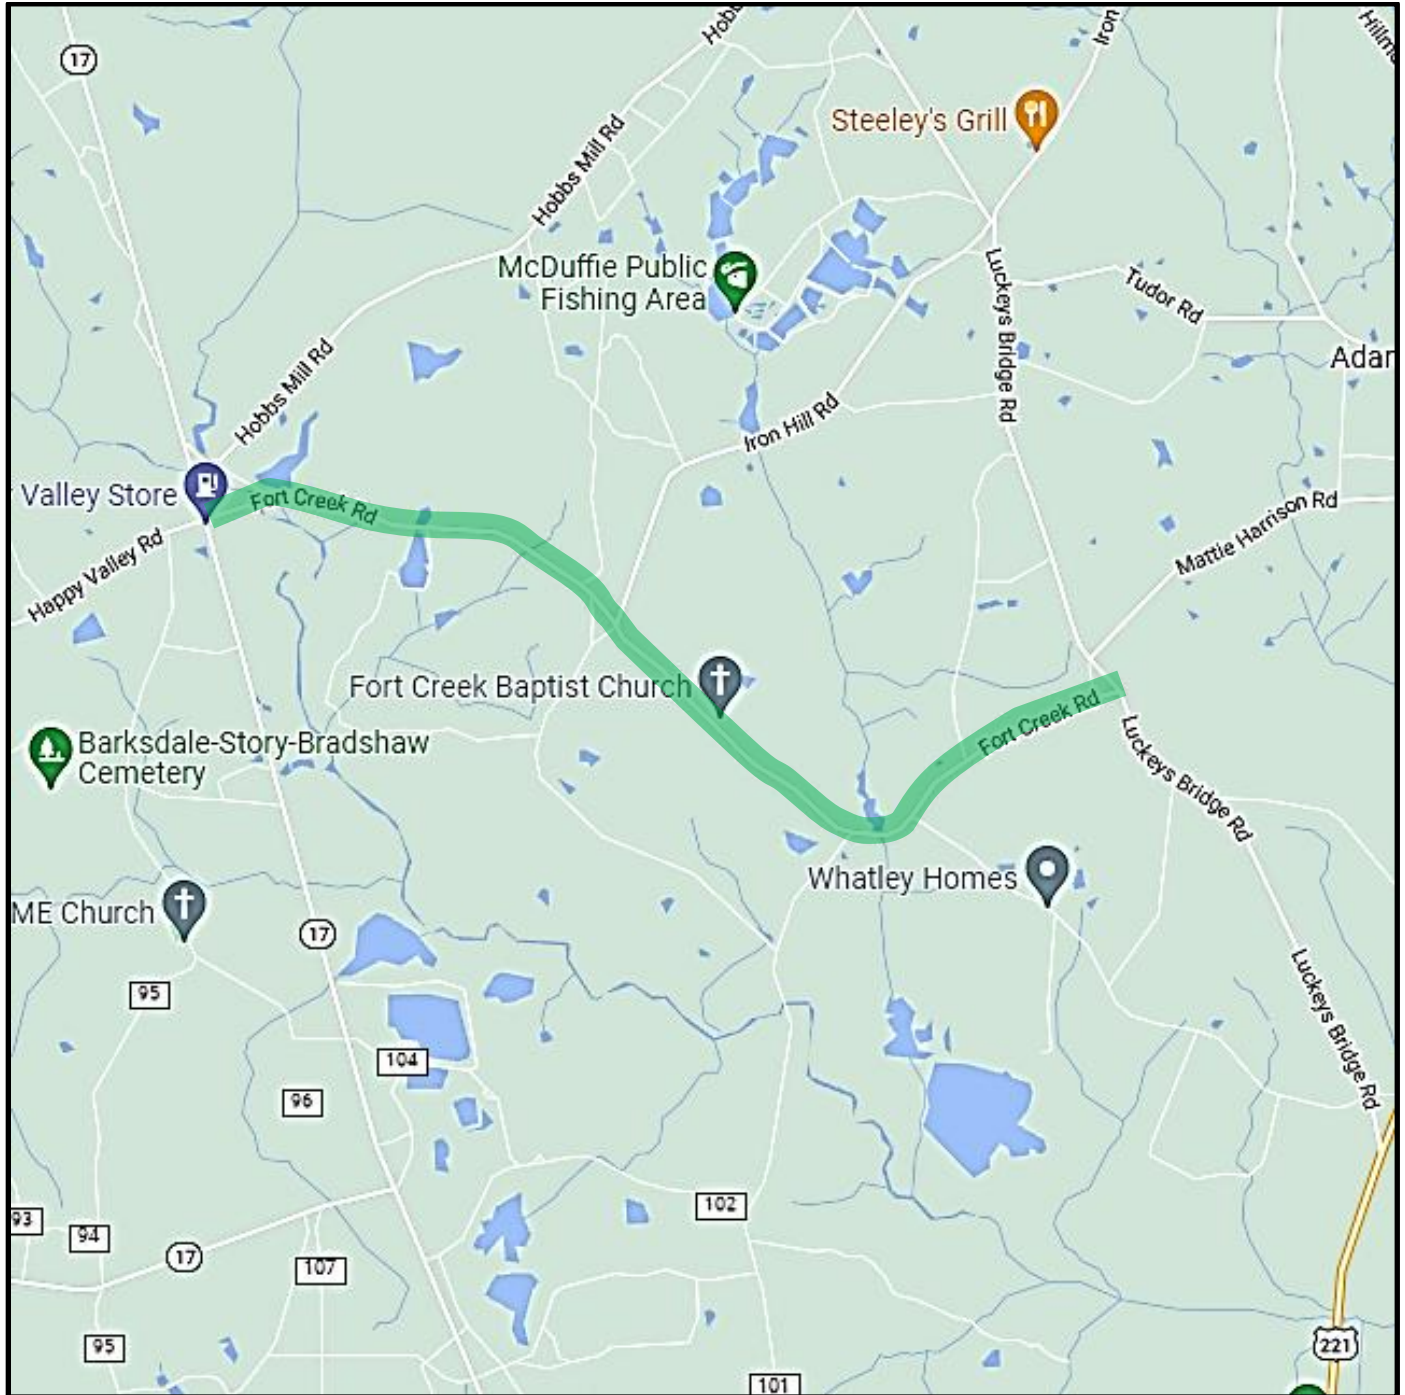 17
Hobb
Iron
Hillm
Steeley's Grill
Hobbs Mill Rd
McDuffie Public
Fishing Area
Luckeys Bridge Rd
Tudor Rd
Adar
Hobbs Mill Rd
Iron Hill Rd
Valley Store
Fort Creek Rd
Happy Valley Rd
Mattie Harrison Rd
Fort Creek Baptist Church
Fort Creek Rd
Barksdale-Story-Bradshaw
Cemetery
Luckeys Bridge Rd
Whatley Homes
ME Church
17
Luckeys Bridge Rd
95
104
96
102
93
94
17
107
95
221
101